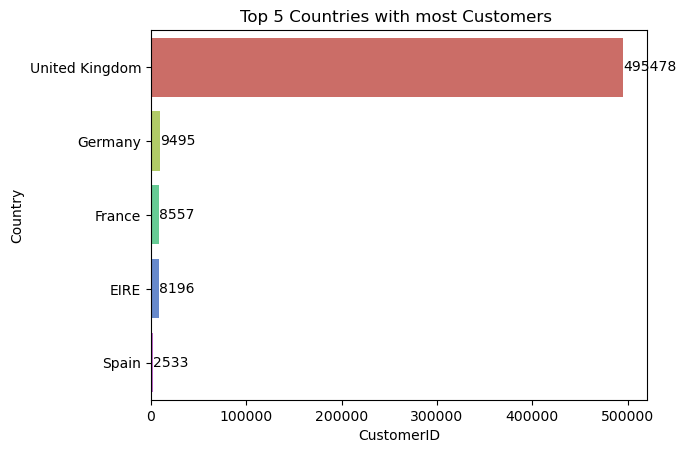 Top 5 Countries with most Customers
Country
United Kingdom 495478
Germany 9495
France 8557
EIRE 8196
Spain 2533
0 100000 200000 300000 400000 500000
CustomerID